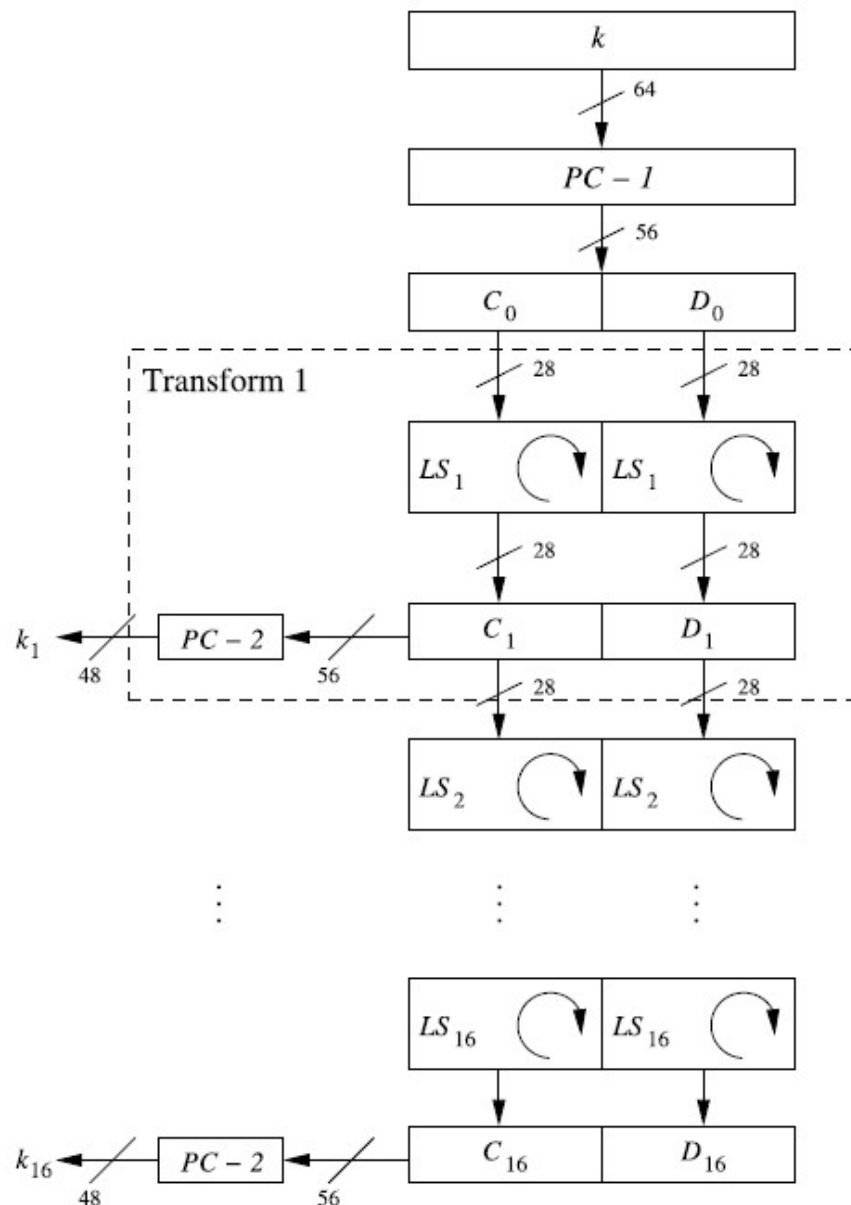 k
64
PC – 1
56
C0 D0
Transform 1
28 28
LS1 LS1
28 28
k1 48 PC – 2 56 C1 D1
28 28
LS2 LS2
⋮ ⋮ ⋮
LS16 LS16
k16 48 PC – 2 56 C16 D16